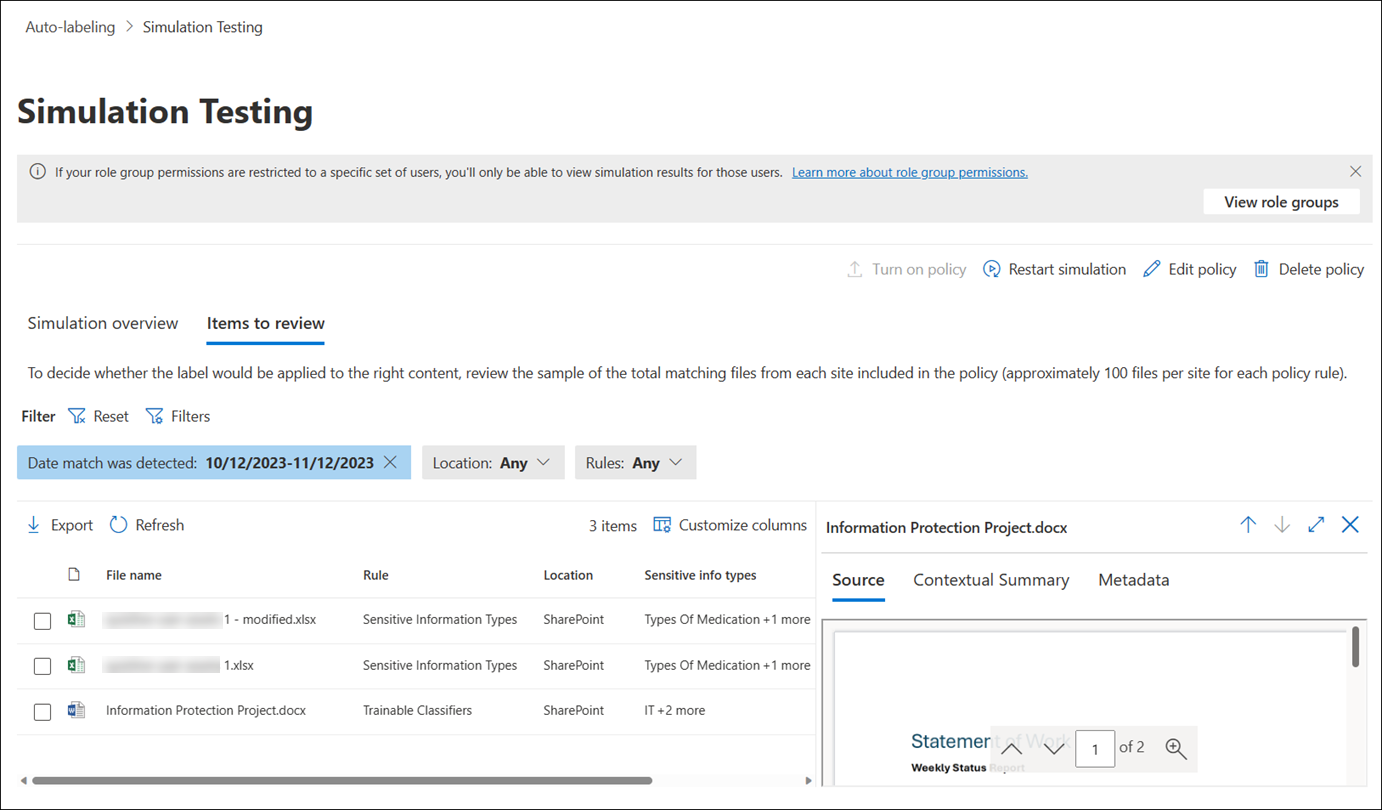 Auto-labeling > Simulation Testing
Simulation Testing
If your role group permissions are restricted to a specific set of users, you'll only be able to view simulation results for those users. Learn more about role group permissions.
View role groups
Turn on policy Restart simulation Edit policy Delete policy
Simulation overview Items to review
To decide whether the label would be applied to the right content, review the sample of the total matching files from each site included in the policy (approximately 100 files per site for each policy rule).
Filter Reset Filters
Date match was detected: 10/12/2023-11/12/2023 Location: Any Rules: Any
Export Refresh 3 items Customize columns
File name Rule Location Sensitive info types
1 - modified.xlsx Sensitive Information Types SharePoint Types Of Medication +1 more
1.xlsx Sensitive Information Types SharePoint Types Of Medication +1 more
Information Protection Project.docx Trainable Classifiers SharePoint IT +2 more
Information Protection Project.docx
Source Contextual Summary Metadata
Statement of Work
1 of 2
Weekly Status Report